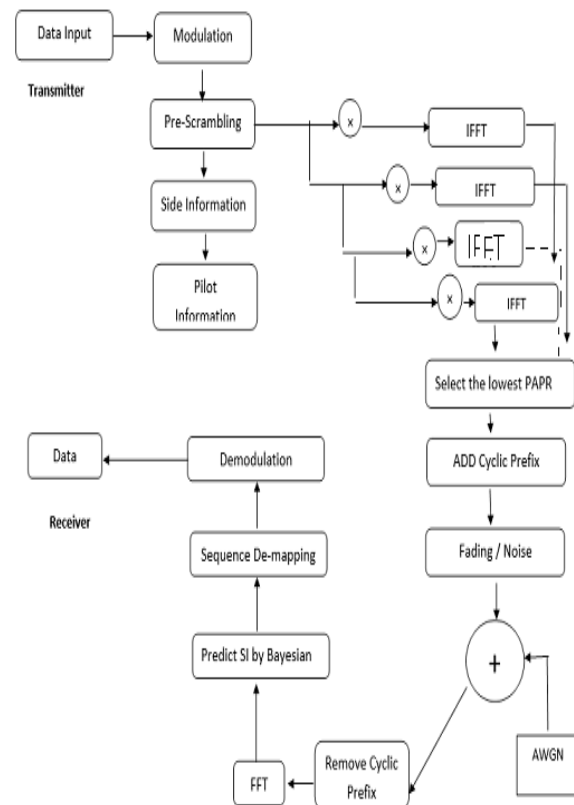 Data Input
Modulation
Transmitter
Pre-Scrambling
×
IFFT
×
IFFT
Side Information
×
IFFT
Pilot
Information
×
IFFT
Select the lowest PAPR
Data
Demodulation
ADD Cyclic Prefix
Receiver
Sequence De-mapping
Fading / Noise
Predict SI by Bayesian
+
AWGN
FFT
Remove Cyclic
Prefix